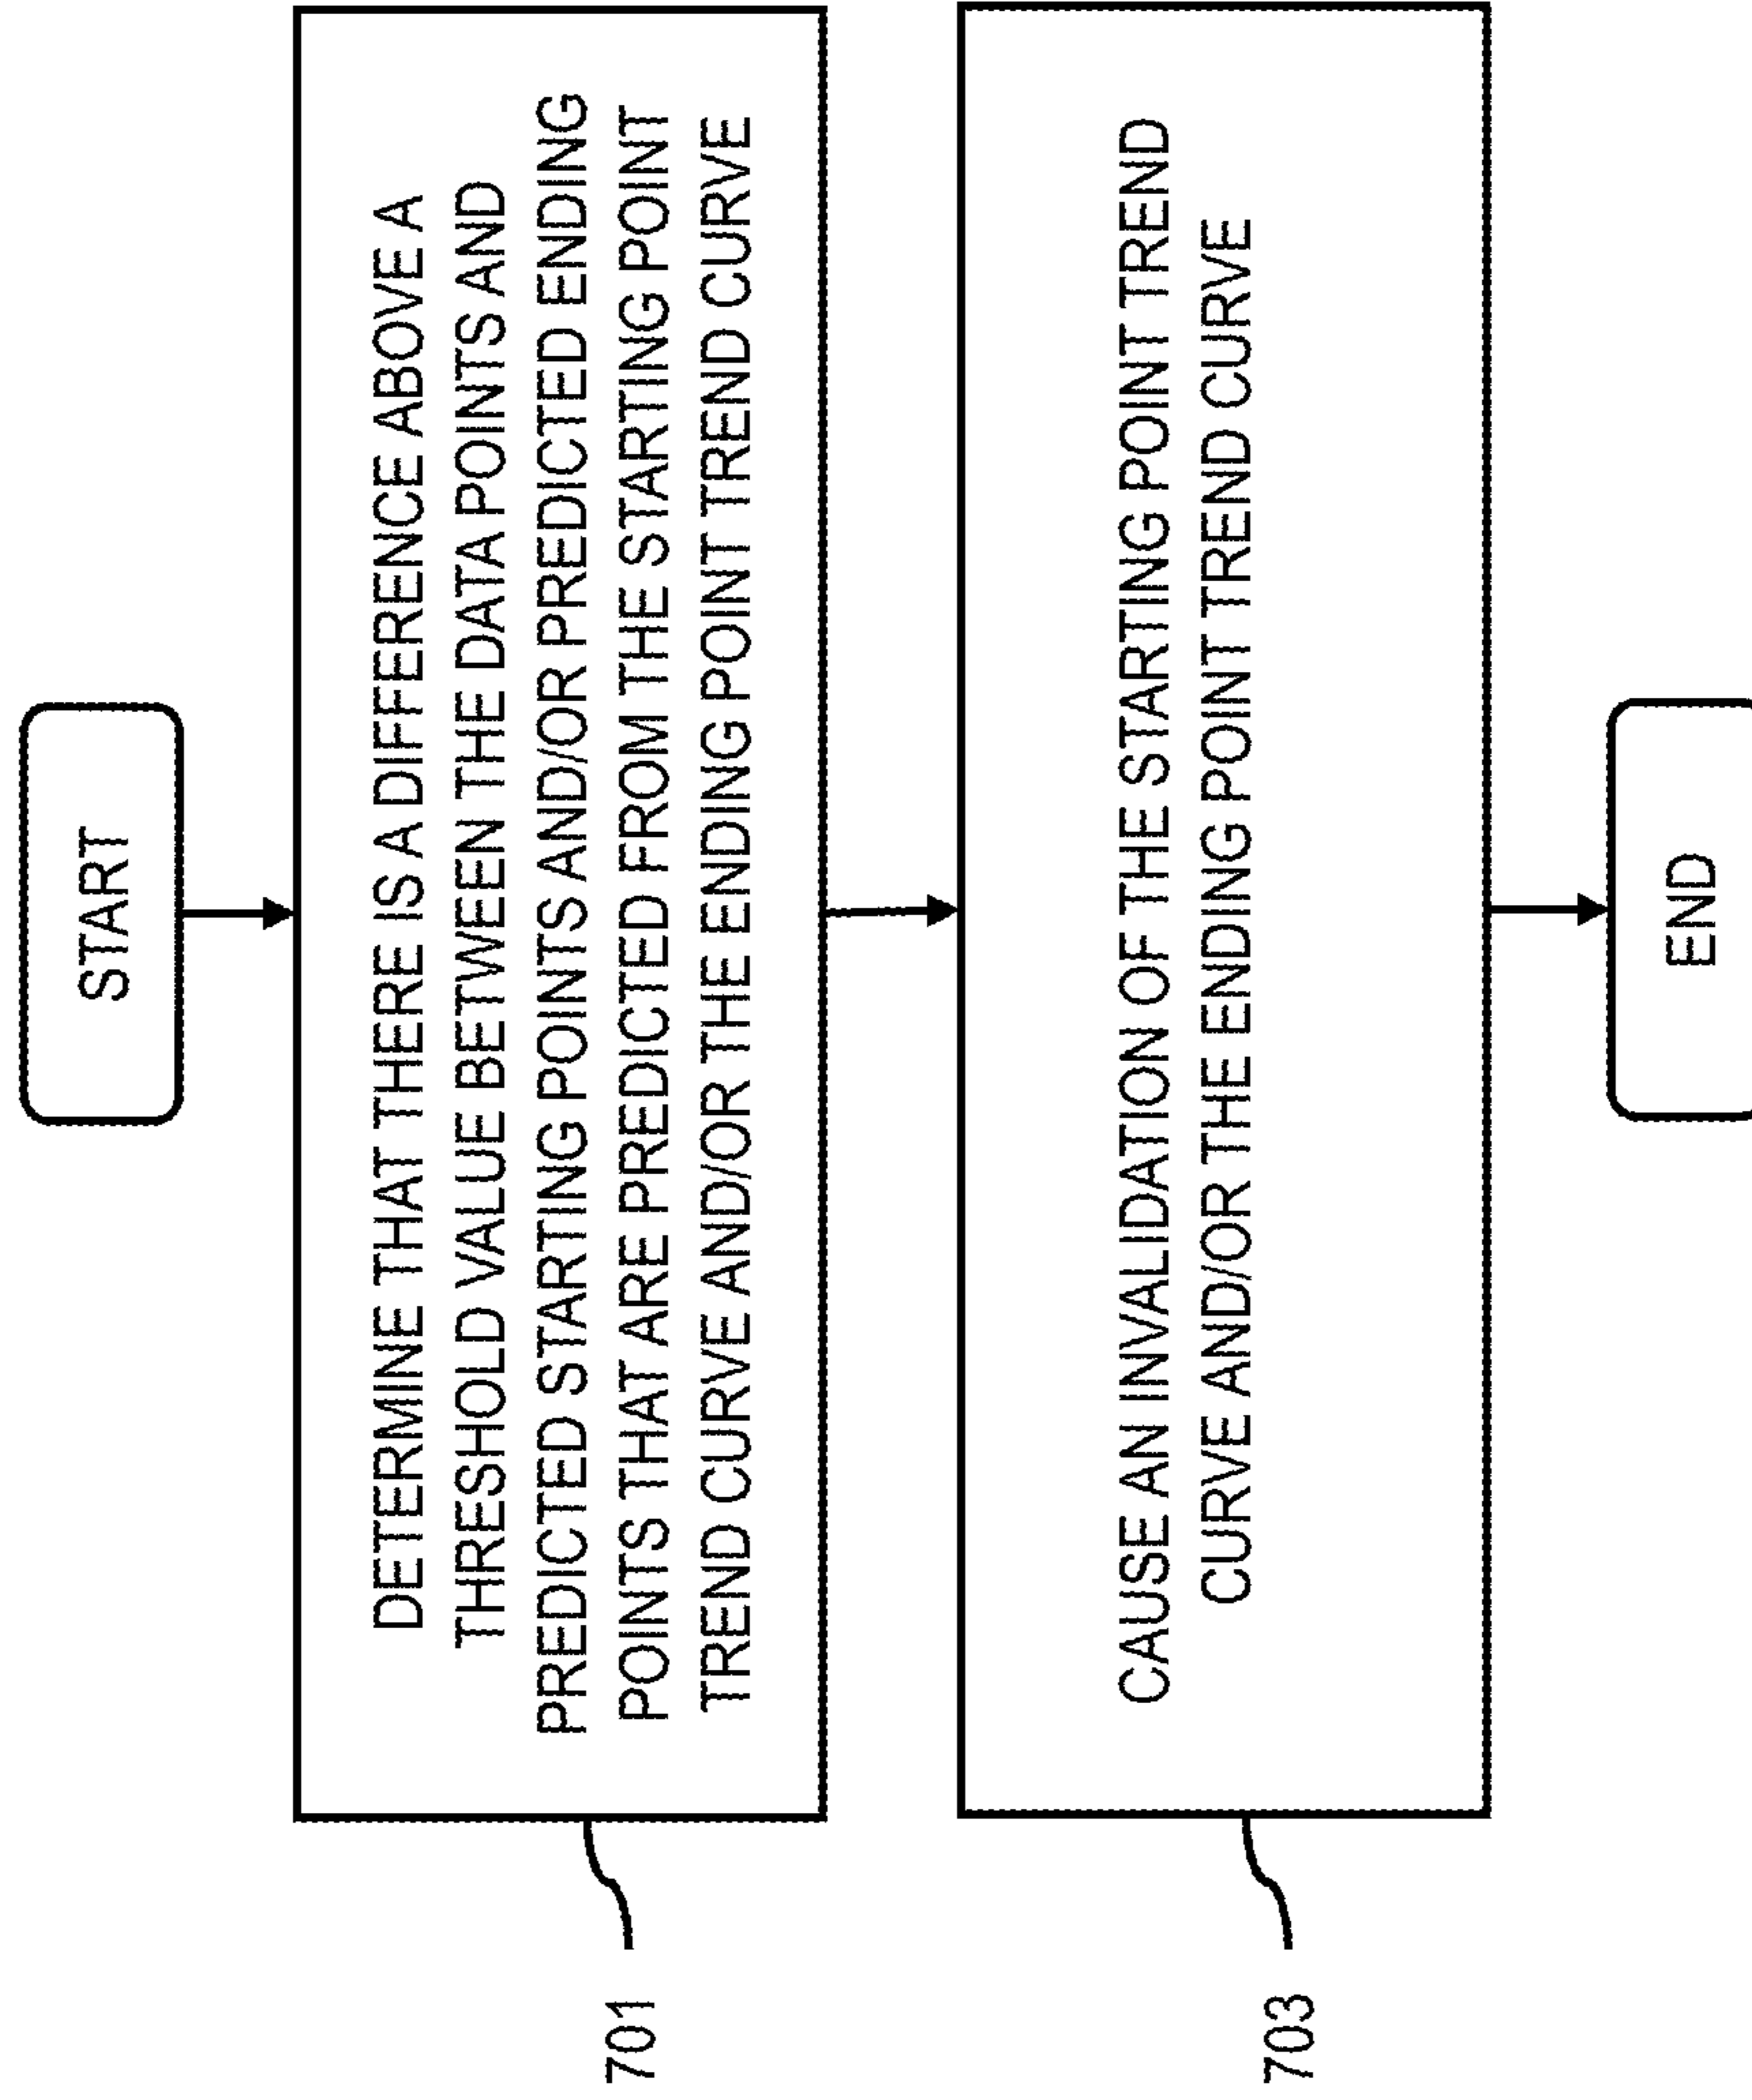 START
DETERMINE THAT THERE IS A DIFFERENCE ABOVE A
THRESHOLD VALUE BETWEEN THE DATA POINTS AND
PREDICTED STARTING POINTS AND/OR PREDICTED ENDING
POINTS THAT ARE PREDICTED FROM THE STARTING POINT
TREND CURVE AND/OR THE ENDING POINT TREND CURVE
701
CAUSE AN INVALIDATION OF THE STARTING POINT TREND
CURVE AND/OR THE ENDING POINT TREND CURVE
703
END